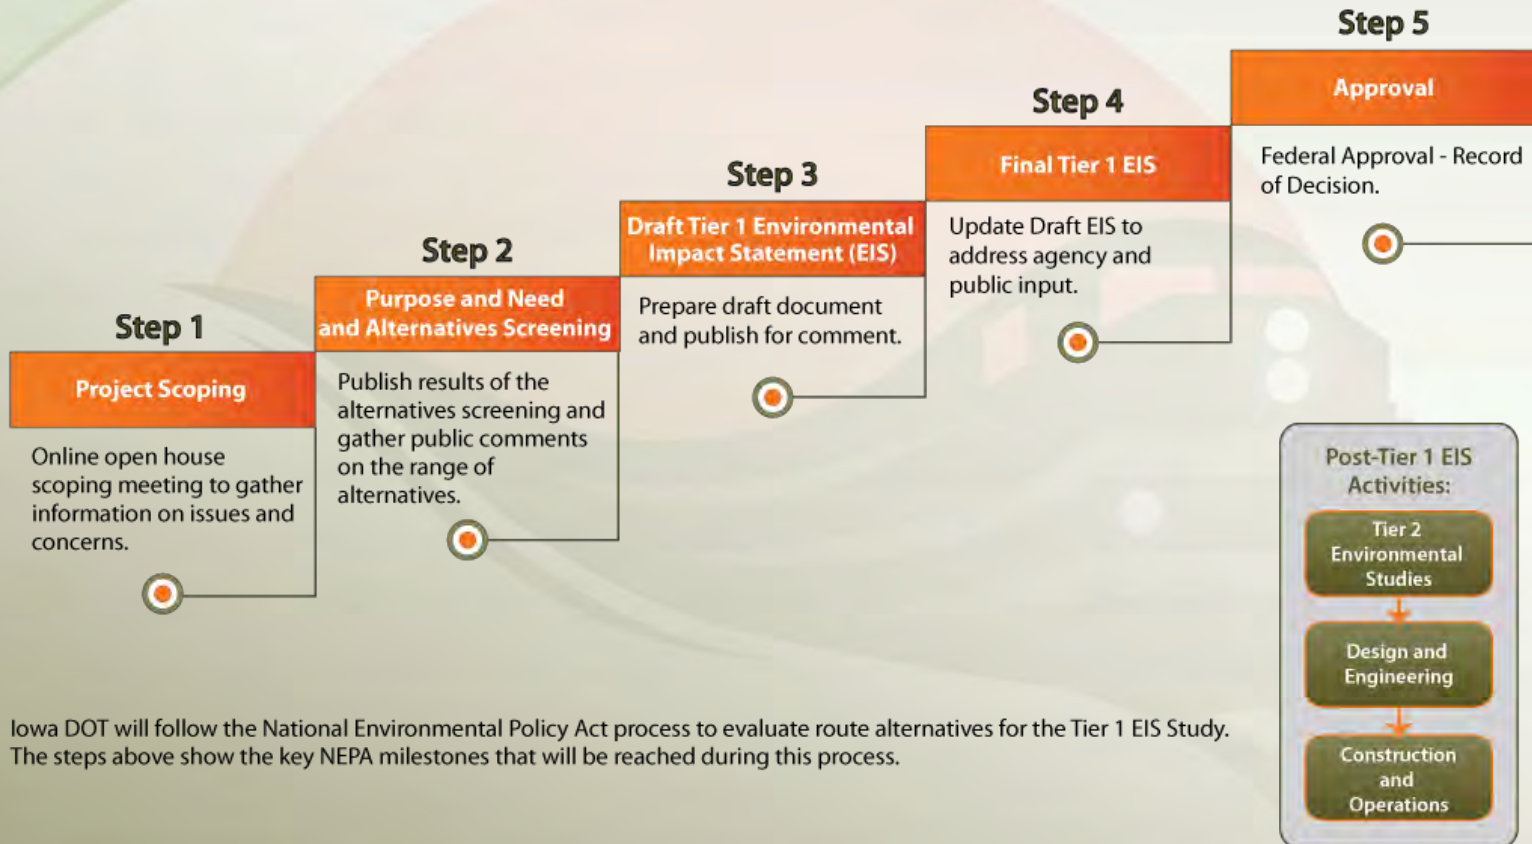 Step 1
Project Scoping
Online open house
scoping meeting to gather
information on issues and
concerns.
Step 2
Purpose and Need
and Alternatives Screening
Publish results of the
alternatives screening and
gather public comments
on the range of
alternatives.
Step 3
Draft Tier 1 Environmental
Impact Statement (EIS)
Prepare draft document
and publish for comment.
Step 4
Final Tier 1 EIS
Update Draft EIS to
address agency and
public input.
Step 5
Approval
Federal Approval - Record
of Decision.
Post-Tier 1 EIS
Activities:
Tier 2
Environmental
Studies
Design and
Engineering
Construction
and
Operations
Iowa DOT will follow the National Environmental Policy Act process to evaluate route alternatives for the Tier 1 EIS Study.
The steps above show the key NEPA milestones that will be reached during this process.